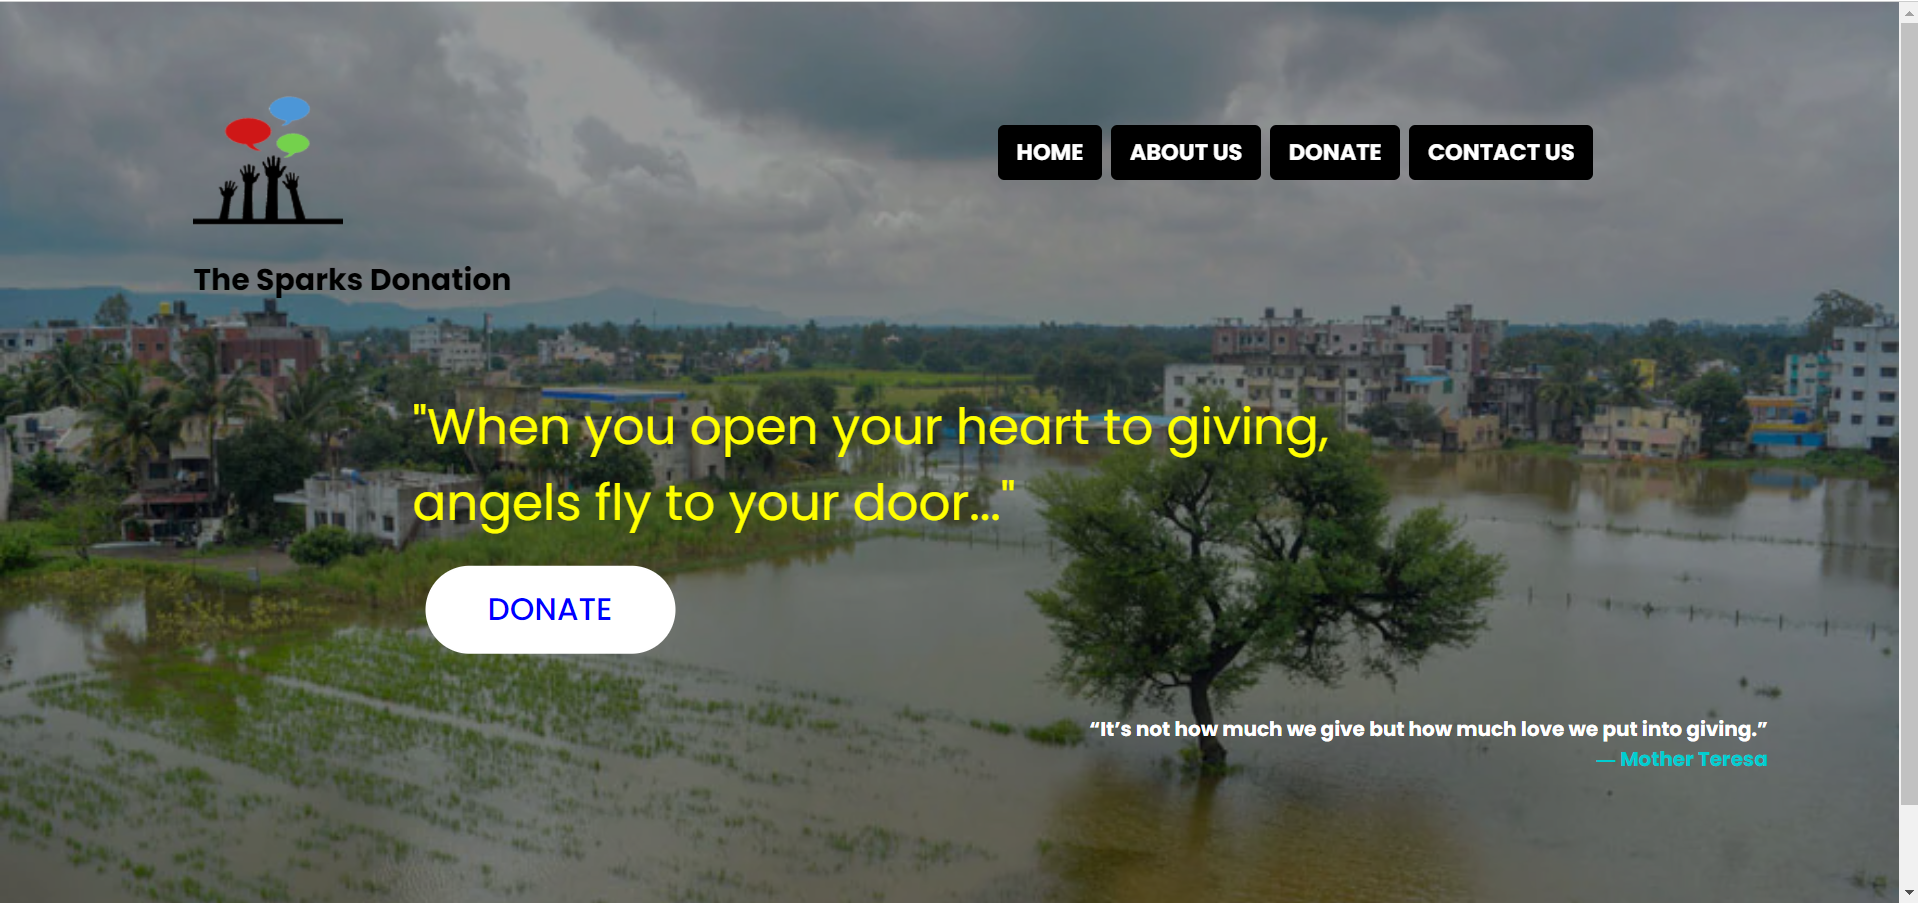 HOME ABOUT US DONATE CONTACT US
The Sparks Donation
"When you open your heart to giving,
angels fly to your door..."
DONATE
“It’s not how much we give but how much love we put into giving.”
― Mother Teresa